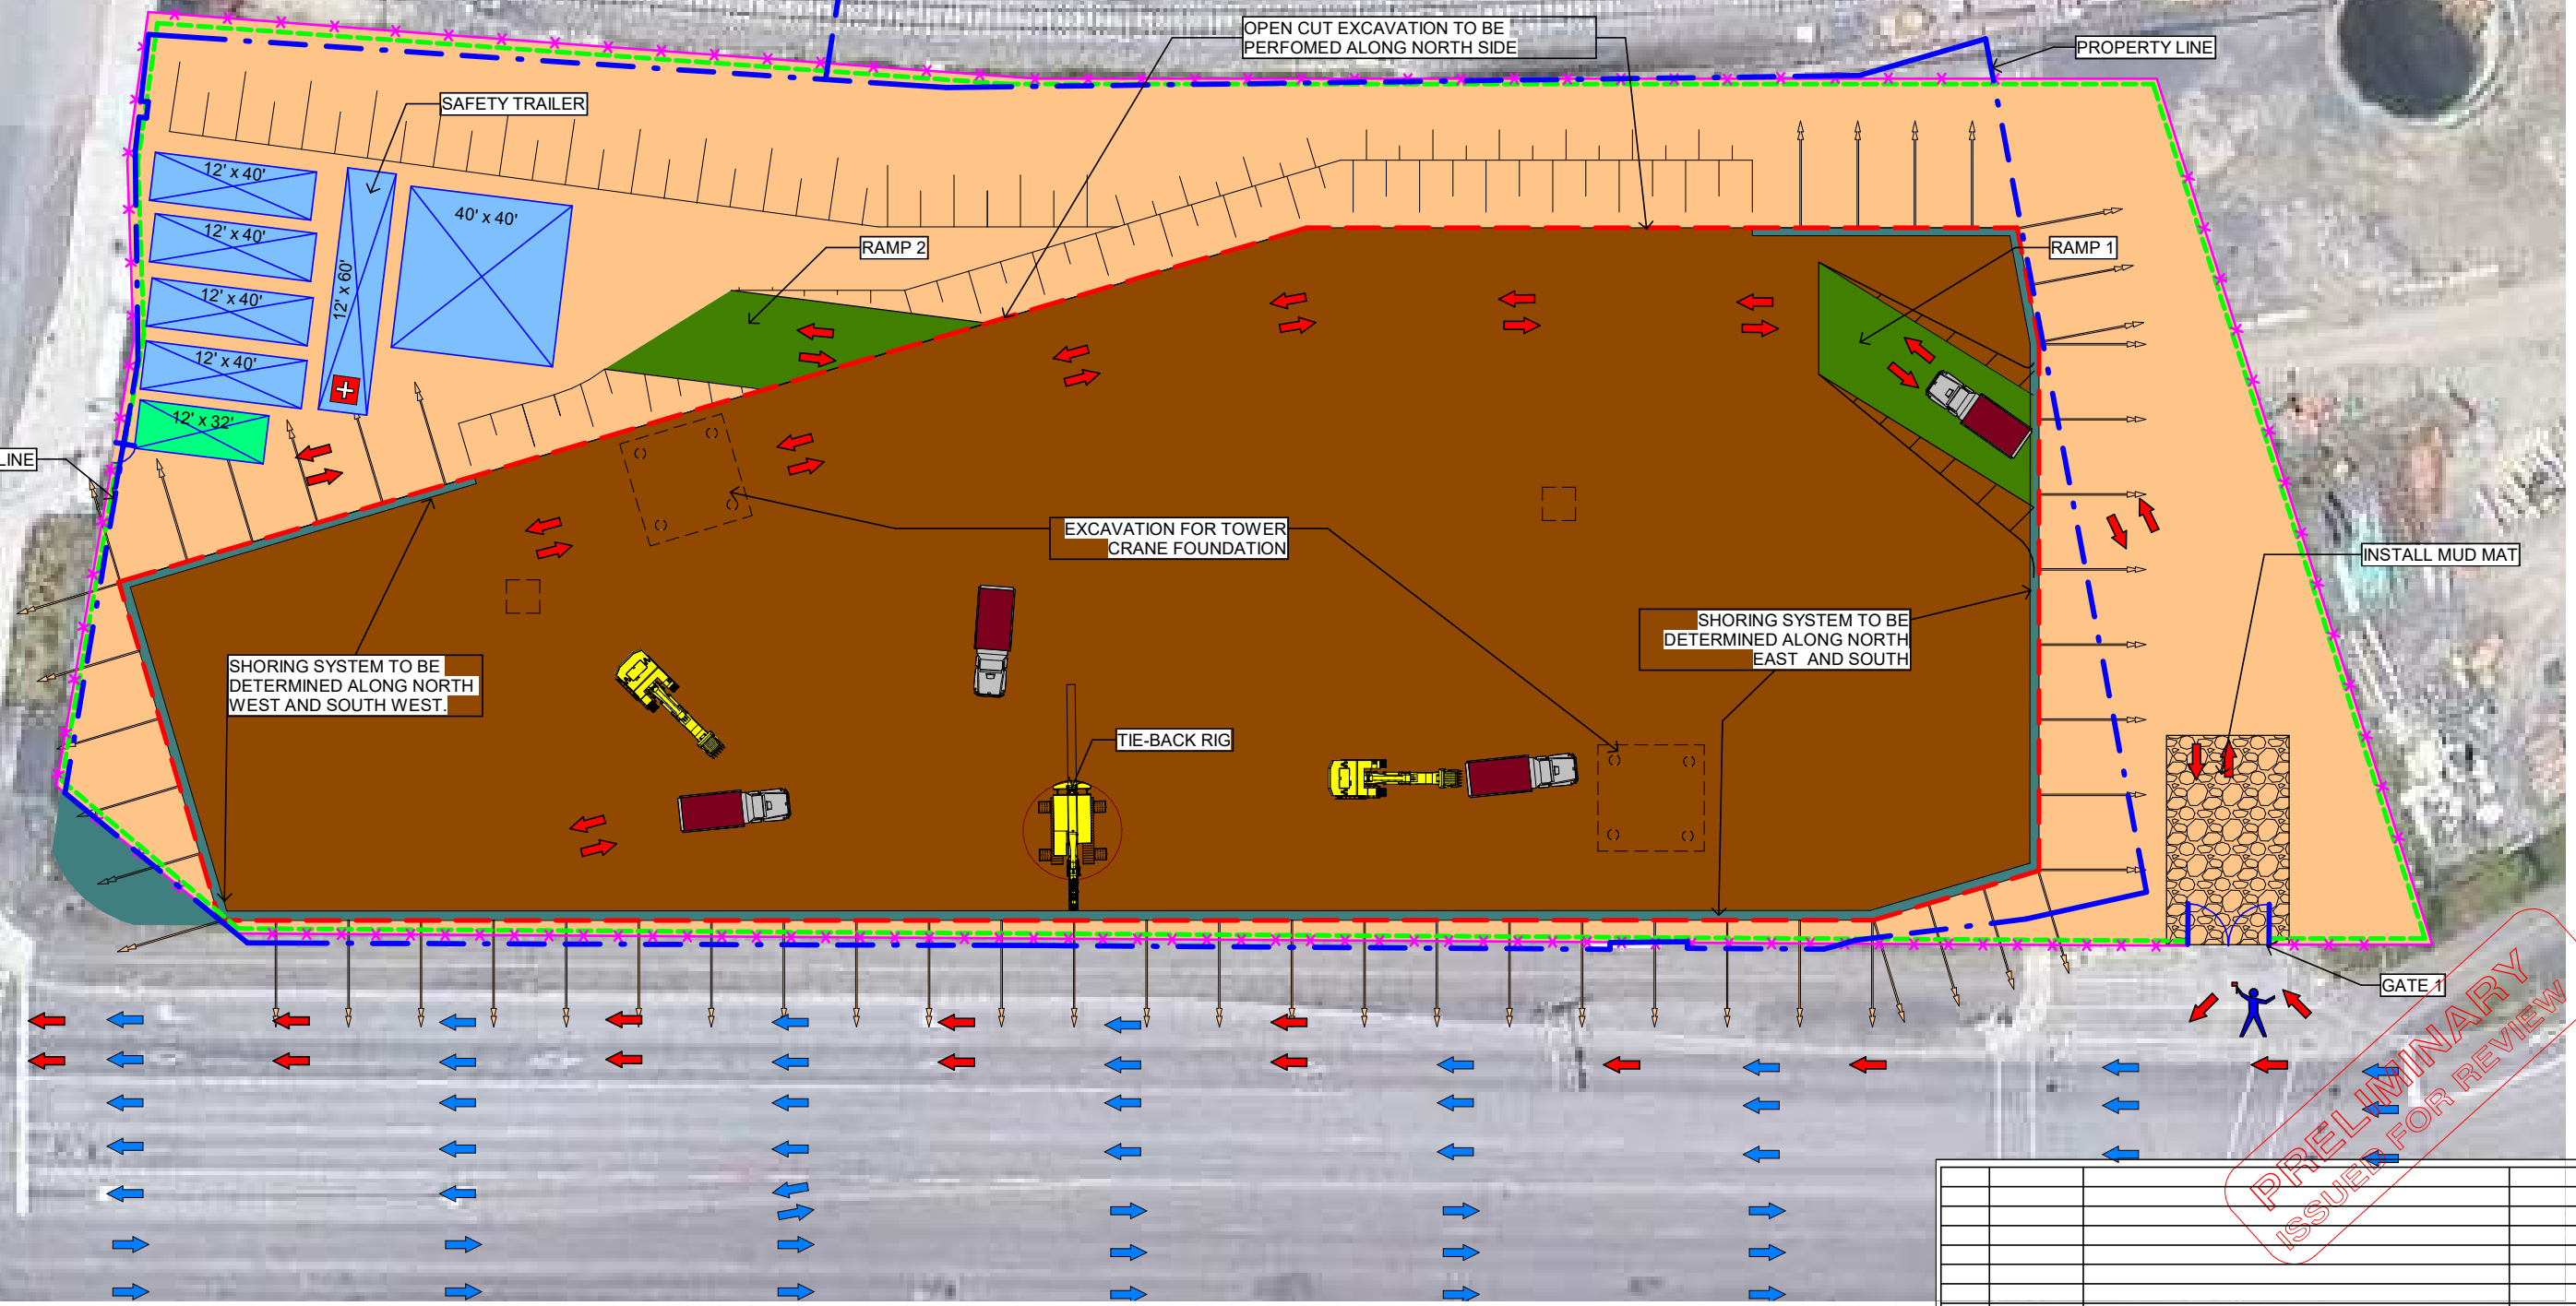 OPEN CUT EXCAVATION TO BE
PERFOMED ALONG NORTH SIDE
PROPERTY LINE
SAFETY TRAILER
12' x 40'
12' x 40'
12' x 40'
12' x 40'
12' x 60'
40' x 40'
12' x 32'
RAMP 2
RAMP 1
LINE
EXCAVATION FOR TOWER
CRANE FOUNDATION
INSTALL MUD MAT
SHORING SYSTEM TO BE
DETERMINED ALONG NORTH
EAST AND SOUTH
SHORING SYSTEM TO BE
DETERMINED ALONG NORTH
WEST AND SOUTH WEST.
TIE-BACK RIG
GATE 1
PRELIMINARY
ISSUED FOR REVIEW